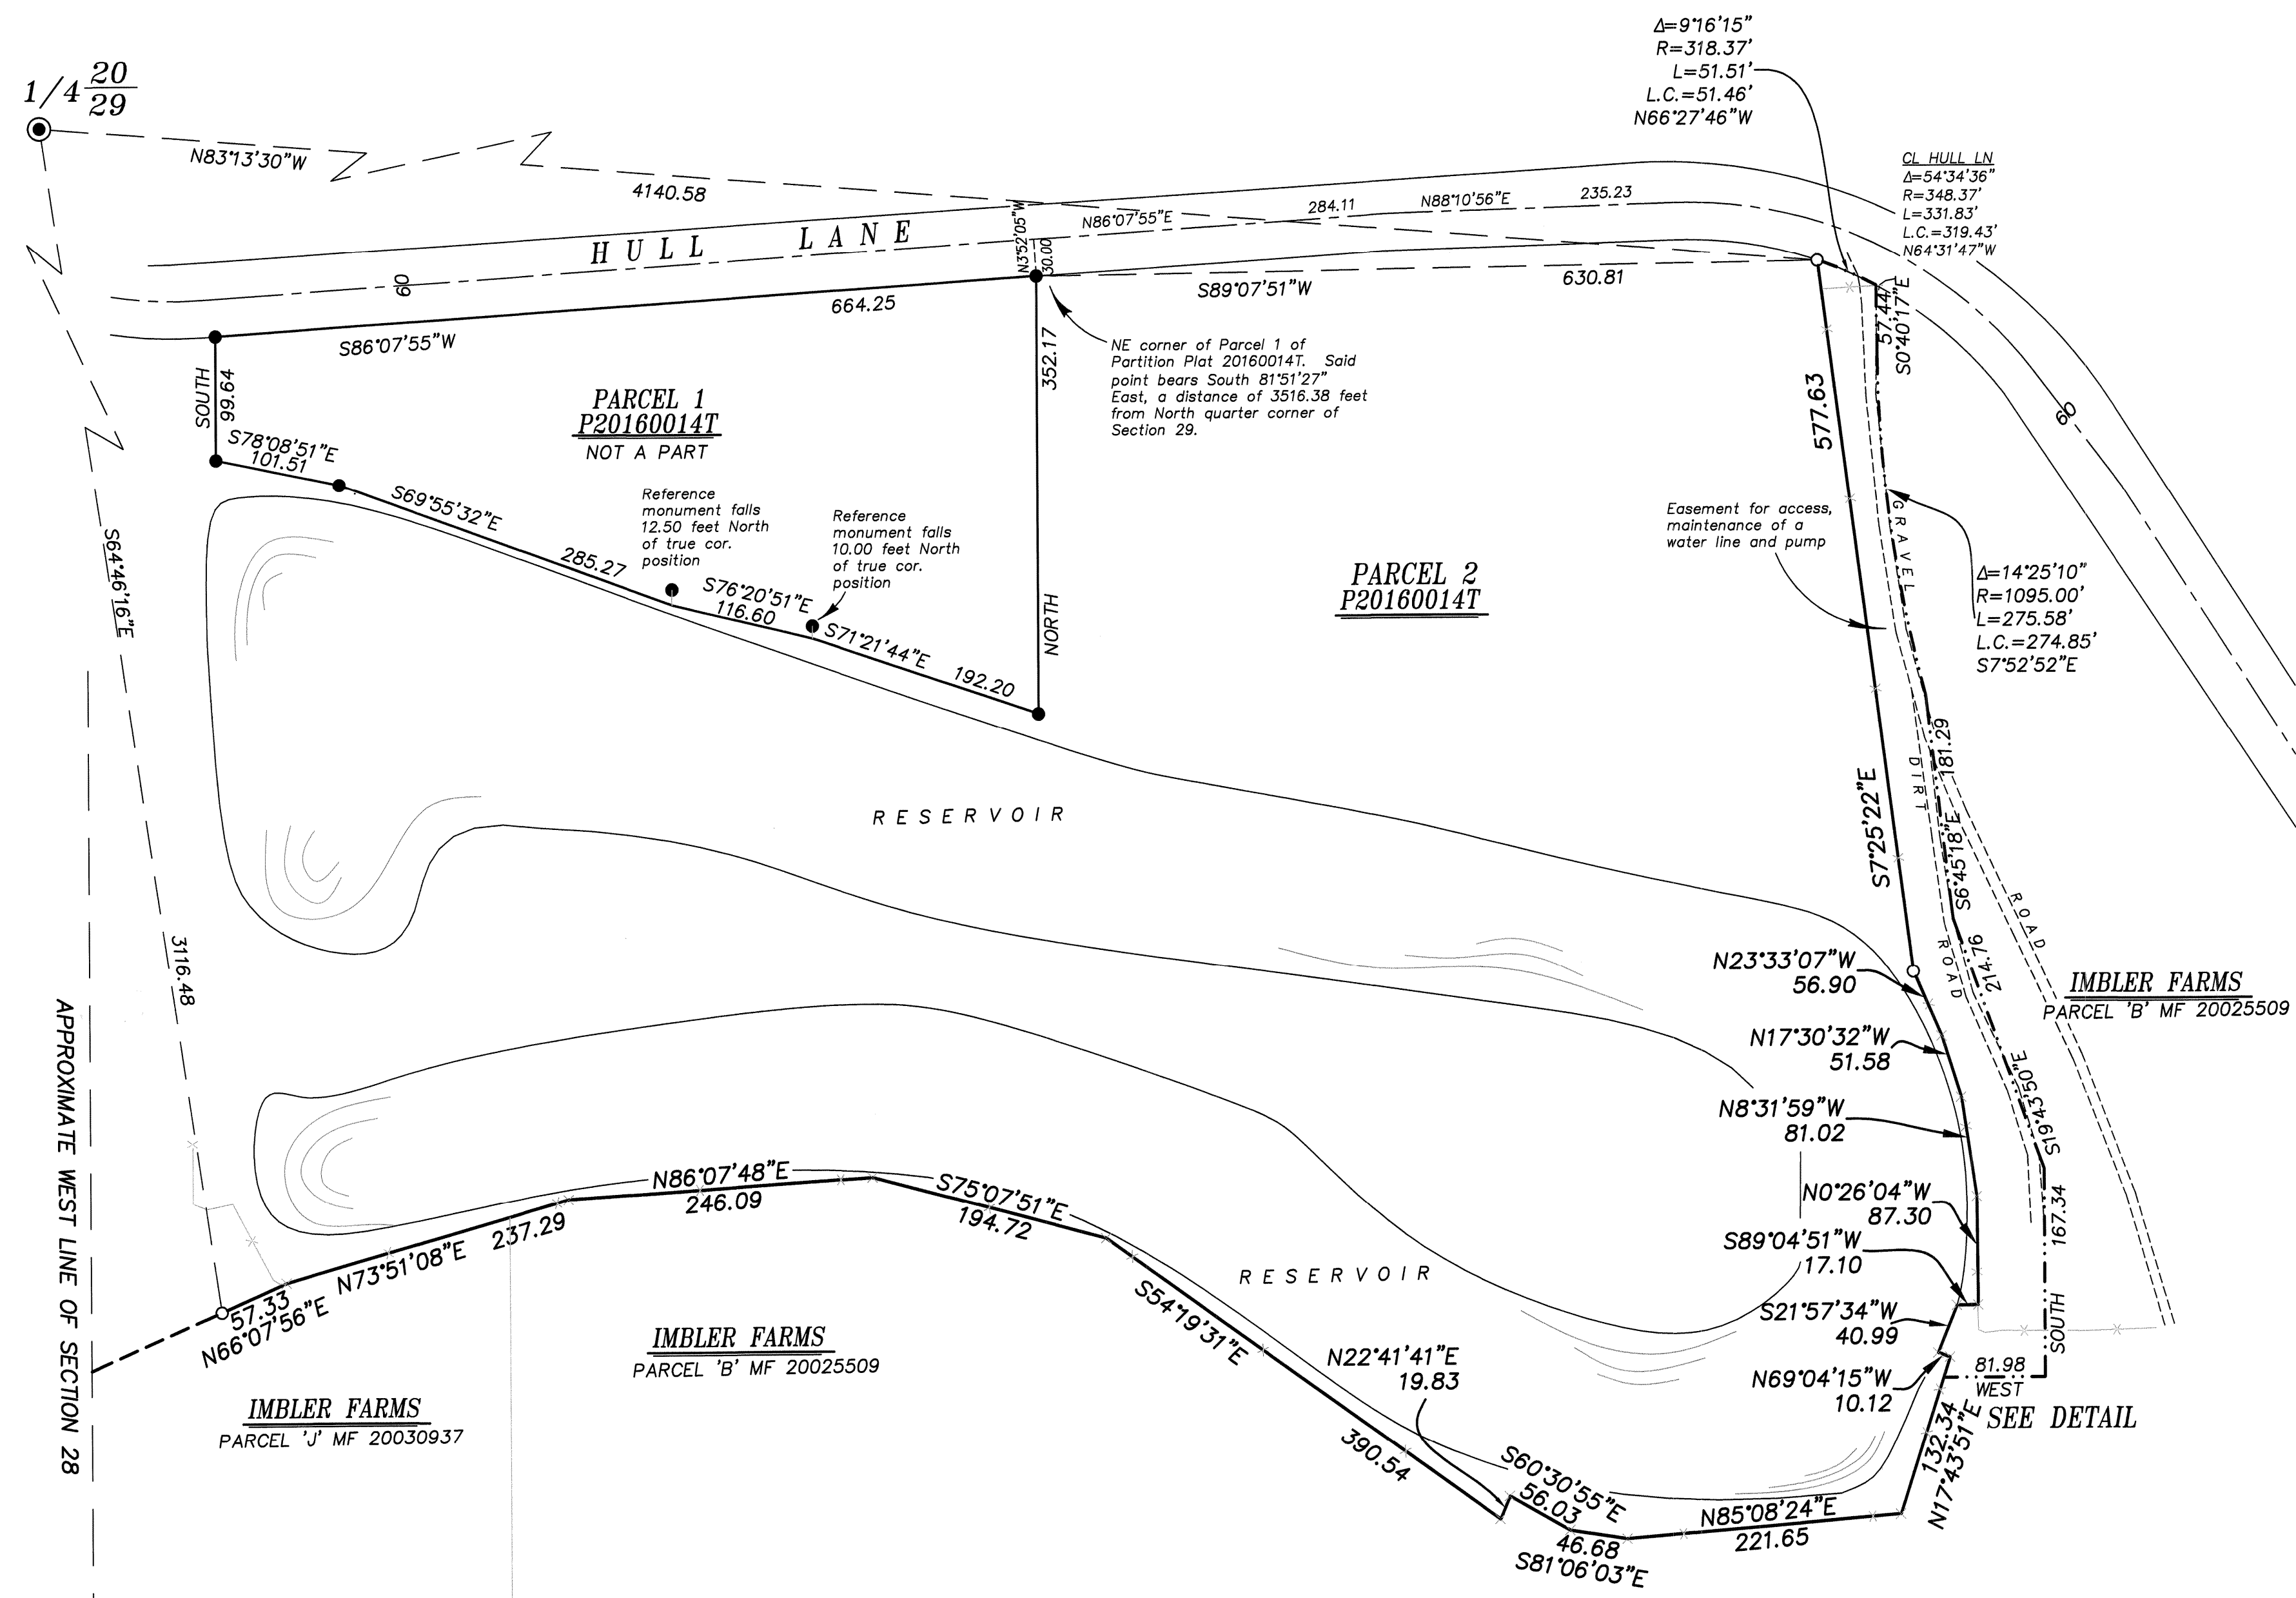 1/4 20
29
N83°13'30"W
4140.58
Δ=9°16'15"
R=318.37'
L=51.51'
L.C.=51.46'
N66°27'46"W
CL HULL LN
Δ=54°34'36"
R=348.37'
L=331.83'
L.C.=319.43'
N64°31'47"W
HULL LANE
60
N3°52'05"W
30.00
N86°07'55"E
284.11
N88°10'56"E
235.23
664.25
S86°07'55"W
S89°07'51"W
630.81
57.44
S0°40'17"E
NE corner of Parcel 1 of
Partition Plat 20160014T. Said
point bears South 81°51'27"
East, a distance of 3516.38 feet
from North quarter corner of
Section 29.
SOUTH
99.64
PARCEL 1
P20160014T
NOT A PART
352.17
NORTH
577.63
S7°25'22"E
60
S78°08'51"E
101.51
S69°55'32"E
285.27
Reference
monument falls
12.50 feet North
of true cor.
position
Reference
monument falls
10.00 feet North
of true cor.
position
S76°20'51"E
116.60
S71°21'44"E
192.20
PARCEL 2
P20160014T
Easement for access,
maintenance of a
water line and pump
GRAVEL
Δ=14°25'10"
R=1095.00'
L=275.58'
L.C.=274.85'
S7°52'52"E
S64°46'16"E
3116.48
RESERVOIR
181.29
DIRT
S6°45'18"E
ROAD
ROAD
214.76
S19°43'50"E
N23°33'07"W
56.90
IMBLER FARMS
PARCEL 'B' MF 20025509
N17°30'32"W
51.58
N8°31'59"W
81.02
N0°26'04"W
87.30
S89°04'51"W
17.10
167.34
SOUTH
S21°57'34"W
40.99
N69°04'15"W
10.12
81.98
WEST
SEE DETAIL
132.34
N17°43'51"E
APPROXIMATE WEST LINE OF SECTION 28
57.33
N66°07'56"E
N73°51'08"E
237.29
N86°07'48"E
246.09
S75°07'51"E
194.72
RESERVOIR
S54°19'31"E
390.54
N22°41'41"E
19.83
S60°30'55"E
56.03
46.68
S81°06'03"E
N85°08'24"E
221.65
IMBLER FARMS
PARCEL 'B' MF 20025509
IMBLER FARMS
PARCEL 'J' MF 20030937